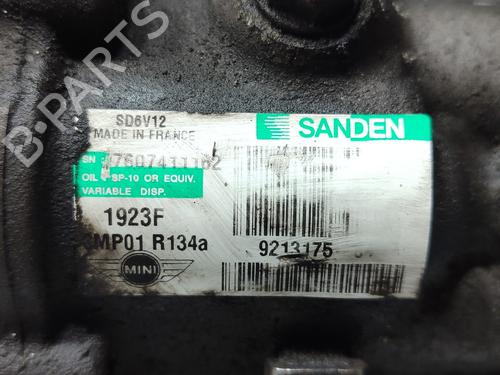 B-PARTS
SD6V12
MADE IN FRANCE
SANDEN
SN
OIL : SP-10 OR EQUIV.
VARIABLE DISP.
1923F
MP01 R134a
9213175
MINI